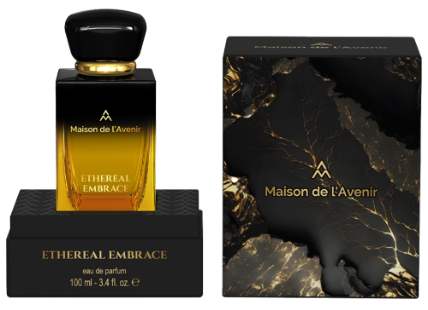 Maison de l'Avenir
ETHEREAL
EMBRACE
ETHEREAL EMBRACE
eau de parfum
100 ml - 3.4 fl. oz. ℮
Maison de l'Avenir